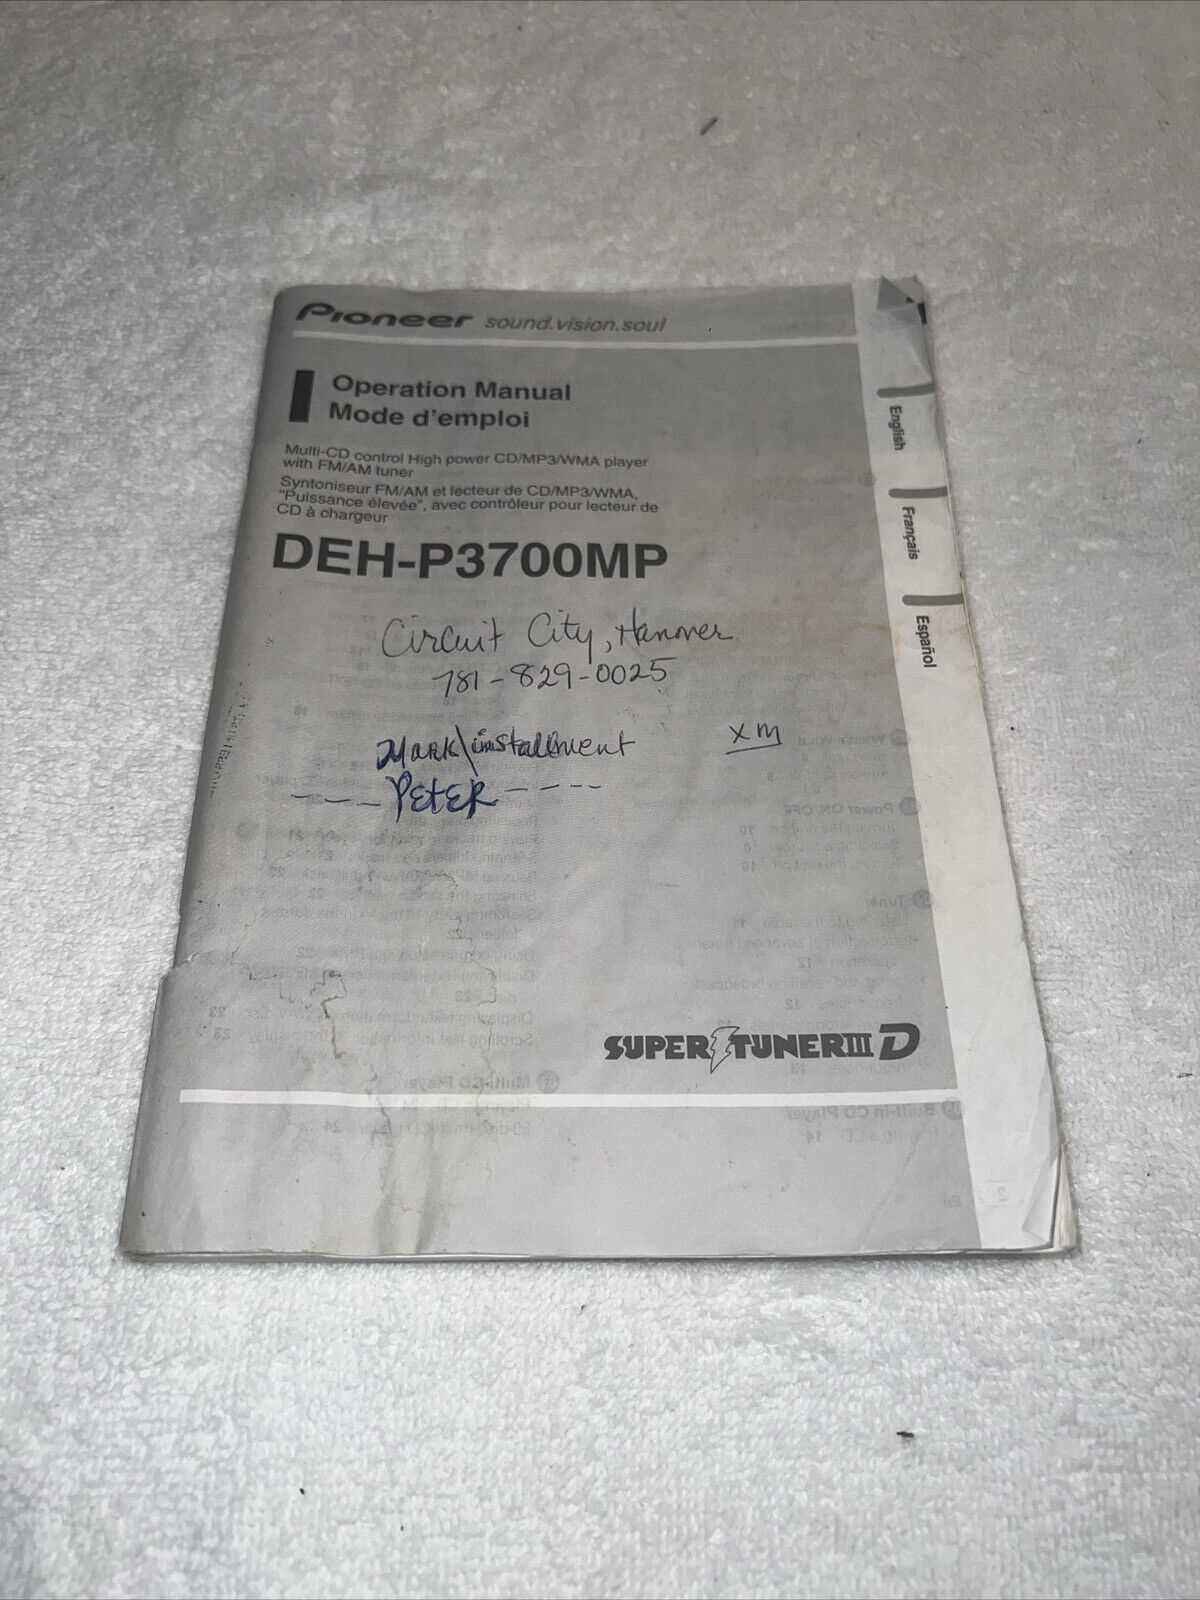 Pioneer sound.vision.soul
Operation Manual
Mode d'emploi
Multi-CD control High power CD/MP3/WMA player
with FM/AM tuner
Syntoniseur FM/AM et lecteur de CD/MP3/WMA,
"Puissance élevée", avec contrôleur pour lecteur de
CD à chargeur
DEH-P3700MP
Circuit City, Hanover
781-829-0025
Mark\installment
XM
---PETER----
SUPER TUNER III D
English
Français
Español